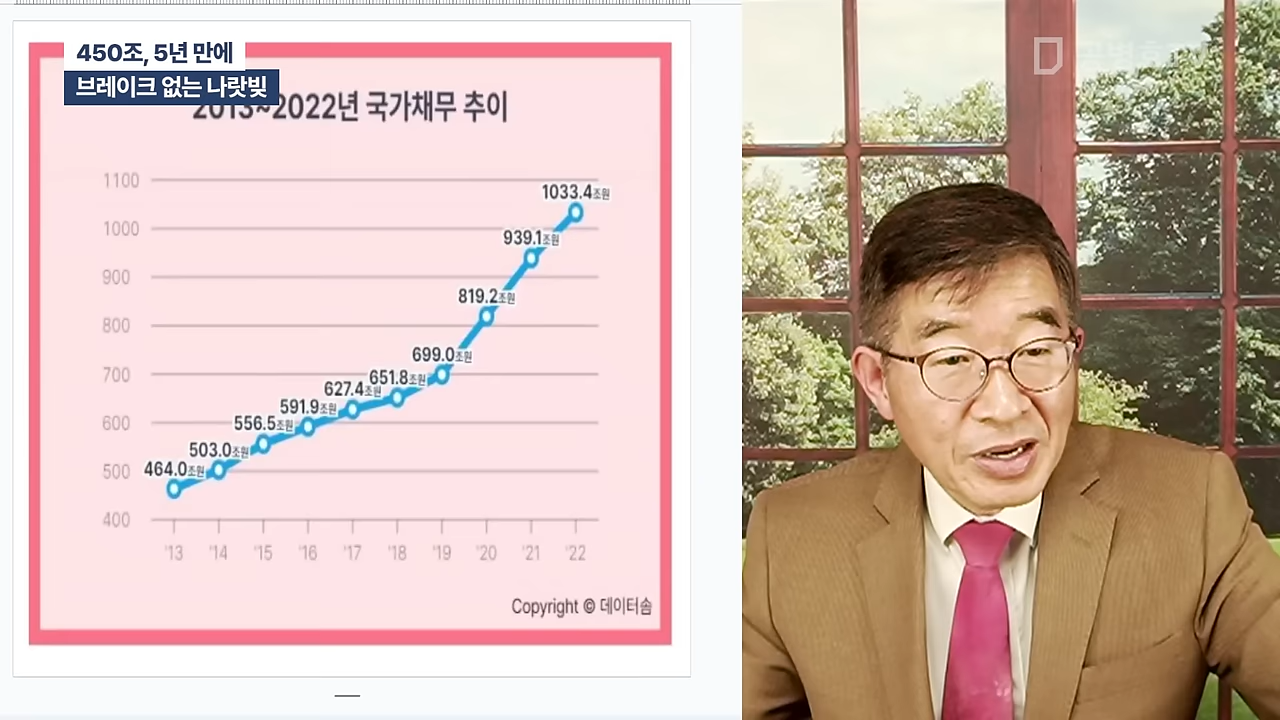 450조, 5년 만에
브레이크 없는 나랏빚
2013~2022년 국가채무 추이
1100
1000
900
800
700
600
500
400
464.0조원
503.0조원
556.5조원
591.9조원
627.4조원
651.8조원
699.0조원
819.2조원
939.1조원
1033.4조원
'13 '14 '15 '16 '17 '18 '19 '20 '21 '22
Copyright © 데이터솜